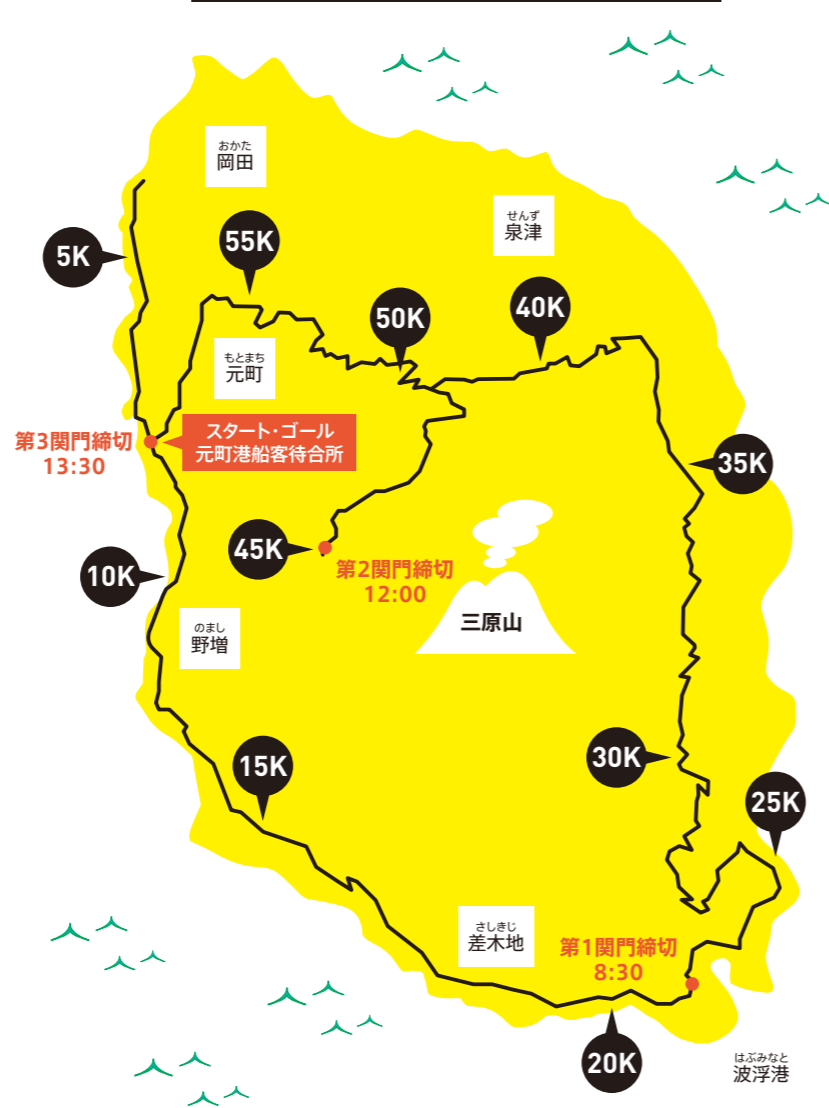 おかた
岡田
せんず
泉津
5K
55K
50K
40K
もとまち
元町
スタート・ゴール
元町港船客待合所
第3関門締切
13:30
35K
45K
第2関門締切
12:00
10K
のまし
野増
三原山
15K
30K
25K
さしきじ
差木地
第1関門締切
8:30
20K
はぶみなと
波浮港